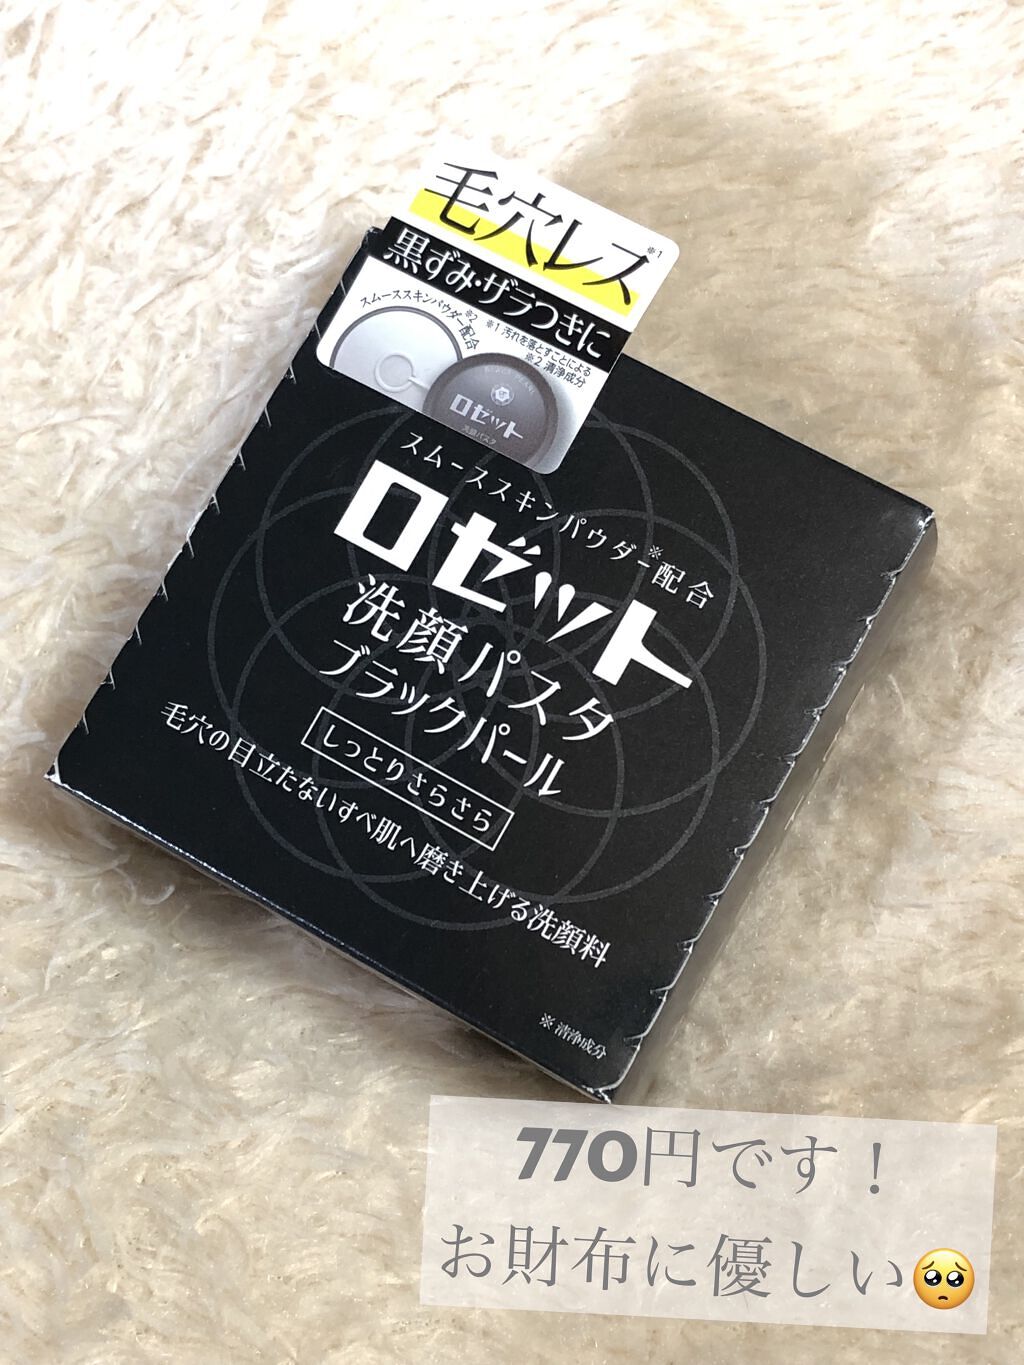 毛穴レス※1
黒ずみ・ザラつきに
スムーススキンパウダー配合※2
※1 汚れを落とすことによる
※2 清浄成分
ロゼット
洗顔パスタ
スムーススキンパウダー※配合
ロゼット
洗顔パスタ
ブラックパール
しっとりさらさら
毛穴の目立たないすべ肌へ磨き上げる洗顔料
※ 清浄成分
770円です！
お財布に優しい🥺